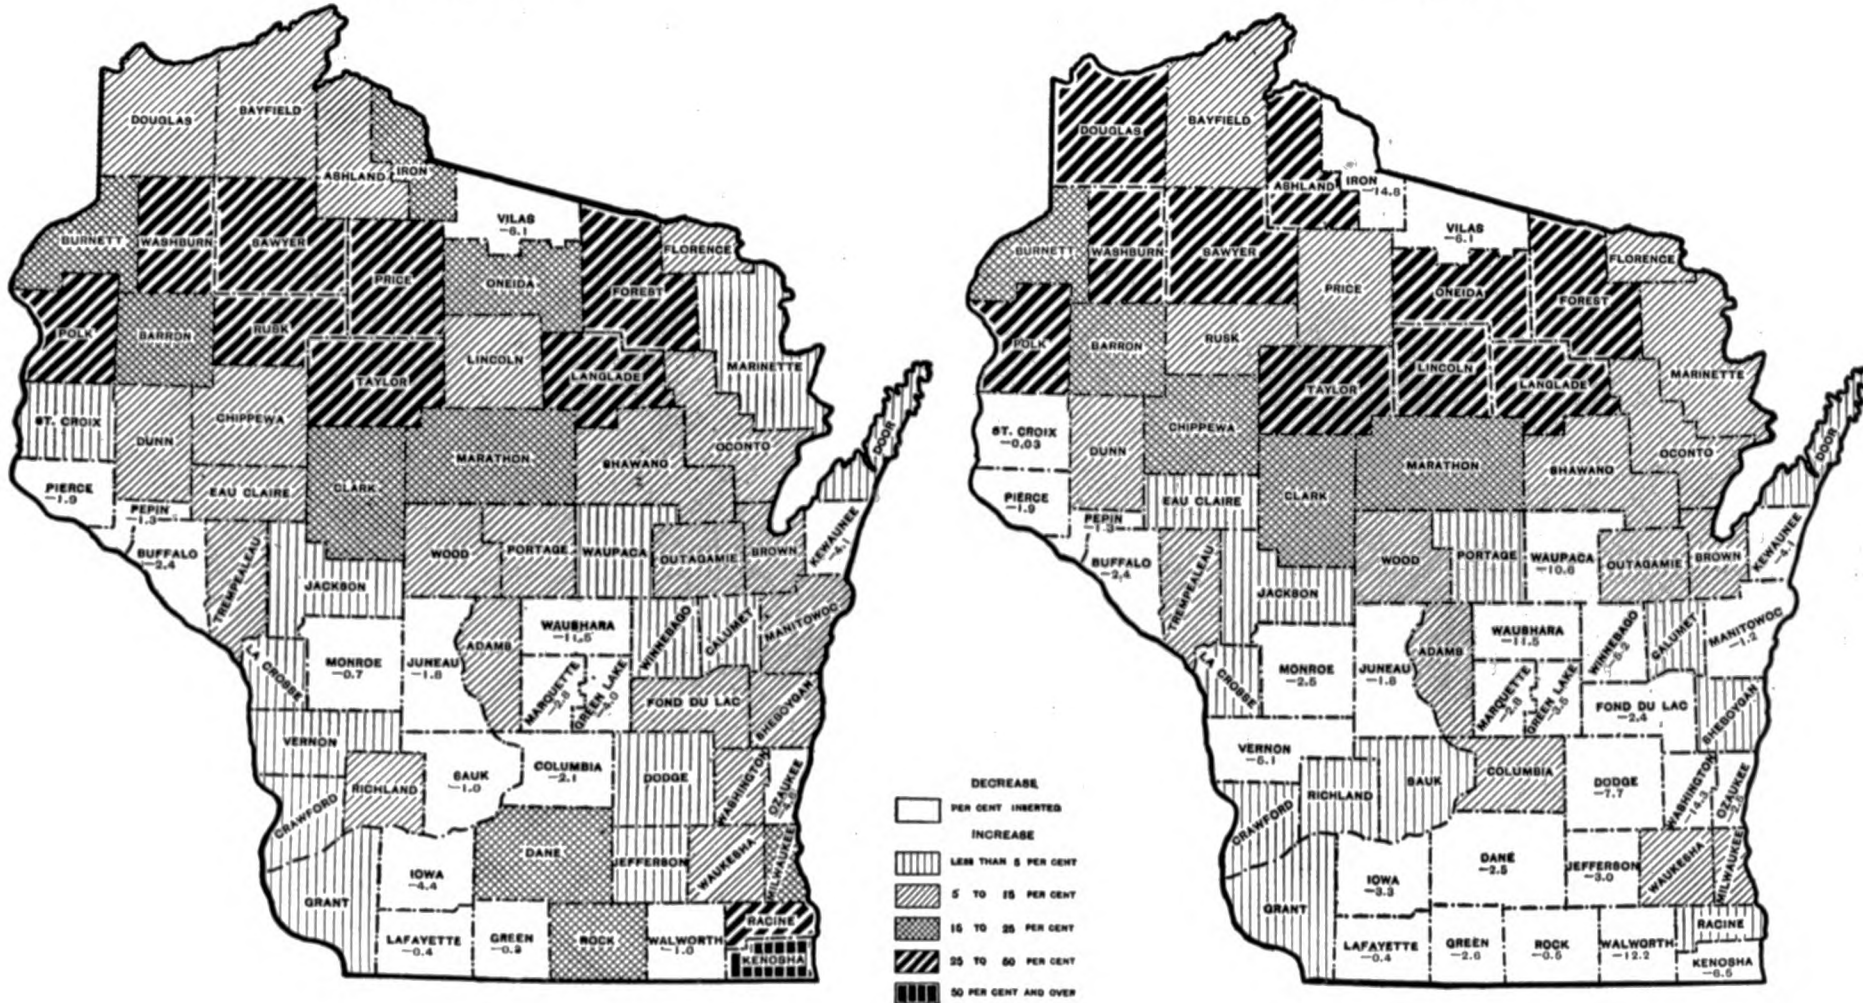 DOUGLAS
BAYFIELD
ASHLAND
IRON
VILAS
−6.1
BURNETT
WASHBURN
SAWYER
PRICE
ONEIDA
FOREST
FLORENCE
POLK
BARRON
RUSK
TAYLOR
LINCOLN
LANGLADE
MARINETTE
ST. CROIX
DUNN
CHIPPEWA
CLARK
MARATHON
SHAWANO
OCONTO
DOOR
PIERCE
−1.9
EAU CLAIRE
PEPIN
−1.3
BUFFALO
−2.4
TREMPEALEAU
JACKSON
WOOD
PORTAGE
WAUPACA
OUTAGAMIE
BROWN
KEWAUNEE
LA CROSSE
MONROE
−0.7
JUNEAU
−1.8
ADAMS
WAUSHARA
−11.5
MARQUETTE
−2.8
GREEN LAKE
−4.0
WINNEBAGO
CALUMET
MANITOWOC
FOND DU LAC
SHEBOYGAN
VERNON
RICHLAND
SAUK
−1.0
COLUMBIA
−2.1
DODGE
WASHINGTON
OZAUKEE
CRAWFORD
GRANT
IOWA
−4.4
DANE
JEFFERSON
WAUKESHA
MILWAUKEE
LAFAYETTE
−0.4
GREEN
ROCK
WALWORTH
−1.0
RACINE
KENOSHA
DECREASE
PER CENT INSERTED
INCREASE
LESS THAN 5 PER CENT
5 TO 15 PER CENT
15 TO 25 PER CENT
25 TO 50 PER CENT
50 PER CENT AND OVER
DOUGLAS
BAYFIELD
ASHLAND
IRON
−14.8
VILAS
−6.1
BURNETT
WASHBURN
SAWYER
PRICE
ONEIDA
FOREST
FLORENCE
POLK
BARRON
RUSK
TAYLOR
LINCOLN
LANGLADE
MARINETTE
ST. CROIX
−0.03
DUNN
CHIPPEWA
CLARK
MARATHON
SHAWANO
OCONTO
DOOR
PIERCE
−1.9
EAU CLAIRE
PEPIN
−1.3
BUFFALO
−2.4
TREMPEALEAU
JACKSON
WOOD
PORTAGE
WAUPACA
−10.6
OUTAGAMIE
BROWN
KEWAUNEE
−4.1
LA CROSSE
MONROE
−2.5
JUNEAU
−1.8
ADAMS
WAUSHARA
−11.5
MARQUETTE
−2.8
GREEN LAKE
−3.5
WINNEBAGO
−5.2
CALUMET
MANITOWOC
−1.2
FOND DU LAC
−2.4
SHEBOYGAN
VERNON
−5.1
RICHLAND
SAUK
COLUMBIA
DODGE
−7.7
WASHINGTON
−14.3
OZAUKEE
CRAWFORD
GRANT
IOWA
−3.3
DANE
−2.5
JEFFERSON
−3.0
WAUKESHA
MILWAUKEE
LAFAYETTE
−0.4
GREEN
−2.6
ROCK
−0.5
WALWORTH
−12.2
RACINE
KENOSHA
−6.5